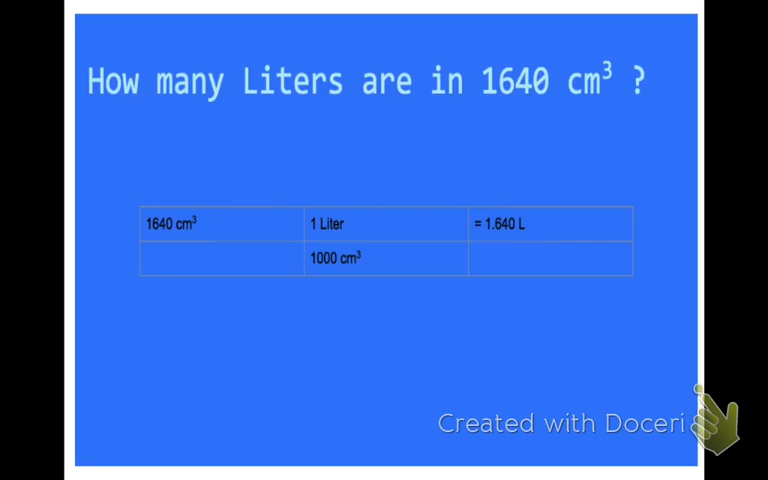 How many Liters are in 1640 cm³ ?
1640 cm³ 1 Liter = 1.640 L
1000 cm³
Created with Doceri